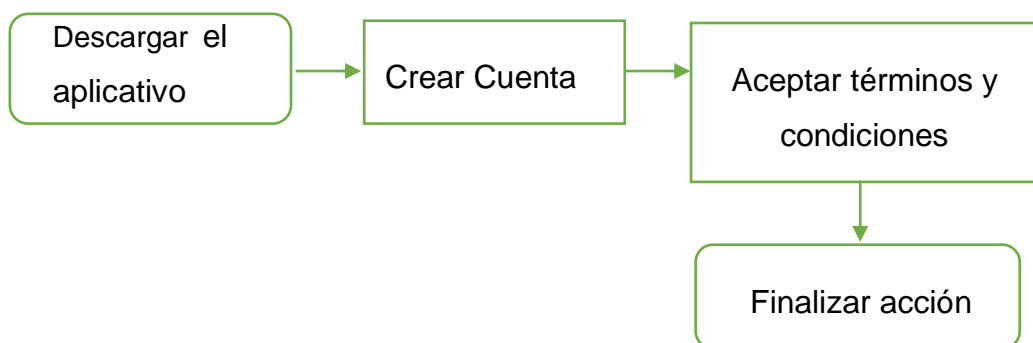 Descargar el
aplicativo
Crear Cuenta
Aceptar términos y
condiciones
Finalizar acción